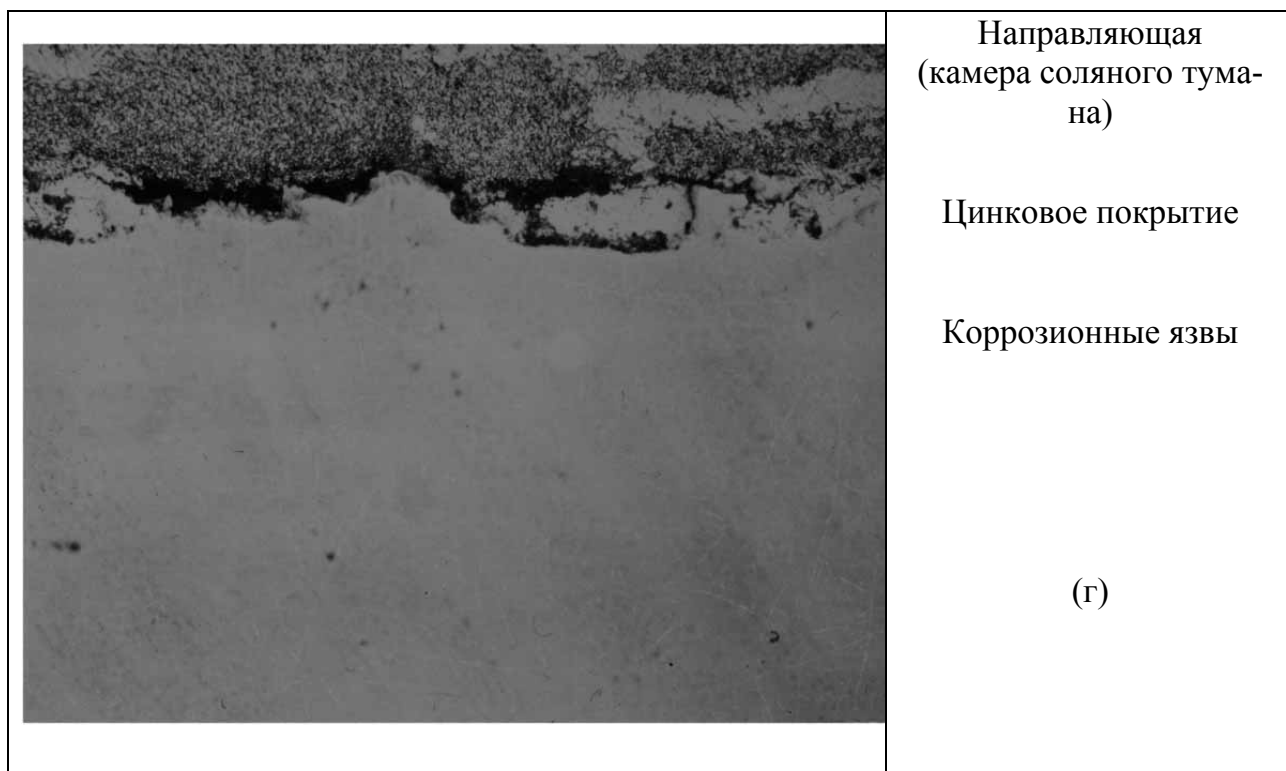 Направляющая
(камера соляного тума-
на)
Цинковое покрытие
Коррозионные язвы
(г)